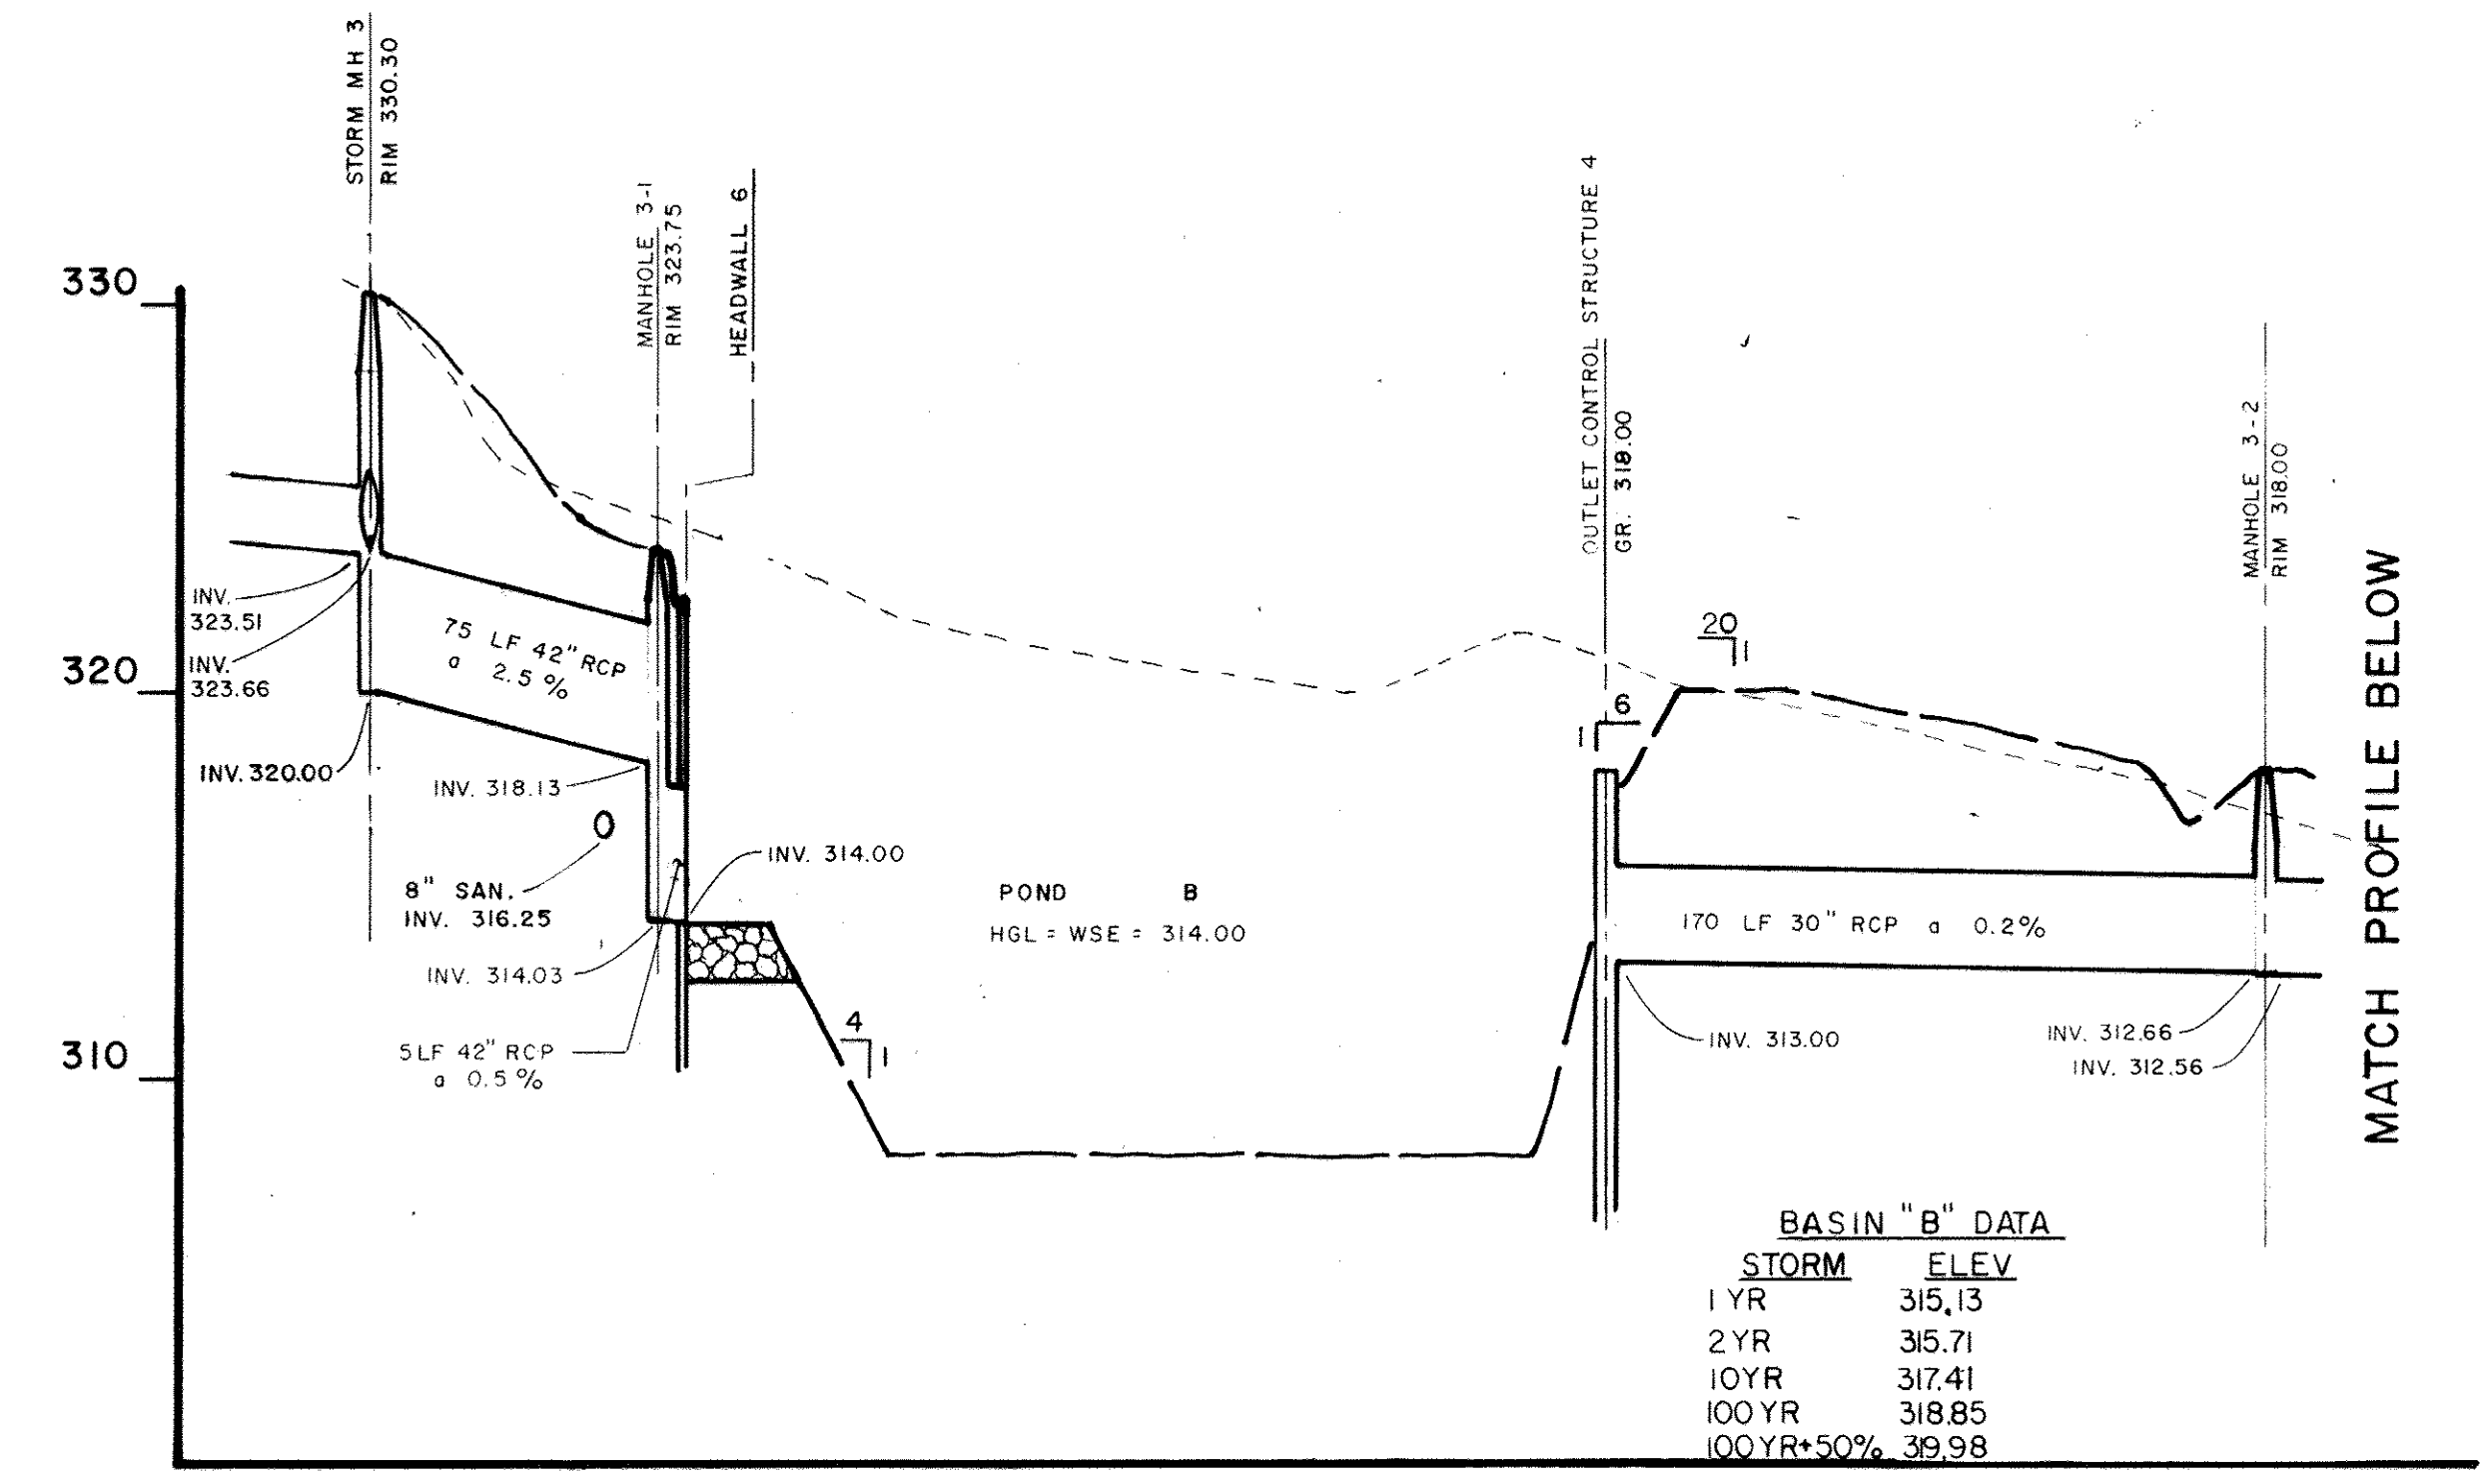 STORM MH 3
RIM 330.30
MANHOLE 3-1
RIM 323.75
HEADWALL 6
OUTLET CONTROL STRUCTURE 4
GR. 318.00
MANHOLE 3-2
RIM 318.00
330
320
310
INV.
323.51
INV.
323.66
INV. 320.00
75 LF 42" RCP
a 2.5 %
INV. 318.13
8" SAN.
INV. 316.25
INV. 314.03
5 LF 42" RCP
a 0.5 %
INV. 314.00
4
1
POND B
HGL = WSE = 314.00
1
6
20
1
170 LF 30" RCP a 0.2%
INV. 313.00
INV. 312.66
INV. 312.56
MATCH PROFILE BELOW
BASIN "B" DATA
STORM ELEV
1 YR 315.13
2 YR 315.71
10 YR 317.41
100 YR 318.85
100 YR+50% 319.98